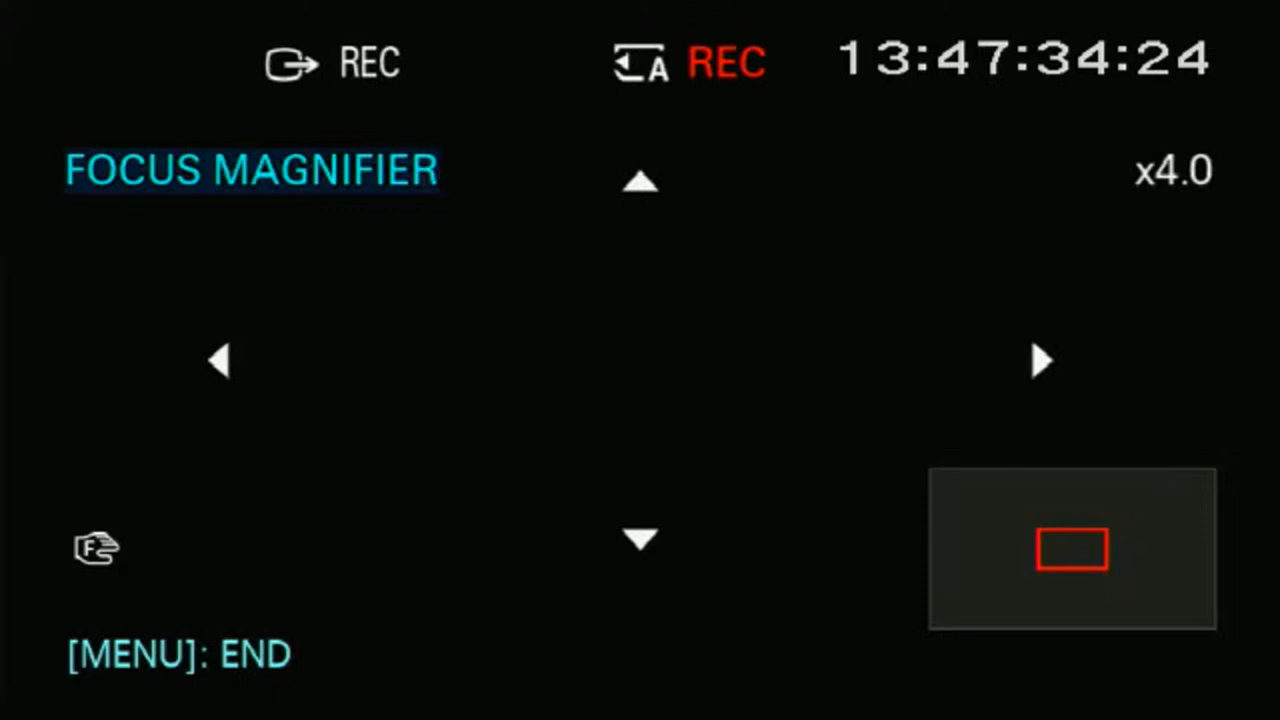 REC
A REC
13:47:34:24
FOCUS MAGNIFIER
x4.0
F
[MENU]: END